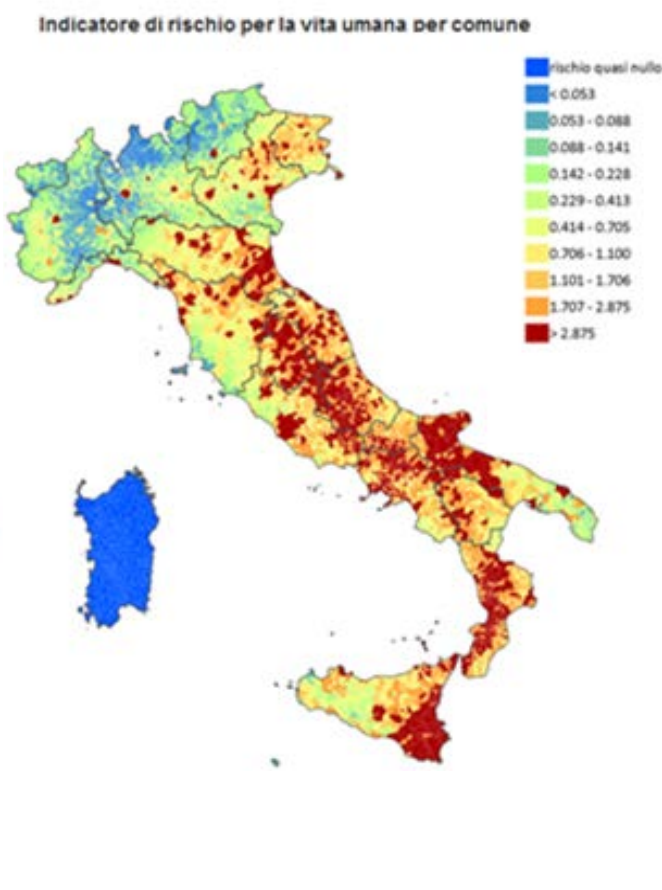 Indicatore di rischio per la vita umana per comune
rischio quasi nullo
< 0.053
0.053 - 0.088
0.088 - 0.141
0.142 - 0.228
0.229 - 0.413
0.414 - 0.705
0.706 - 1.100
1.101 - 1.706
1.707 - 2.875
> 2.875